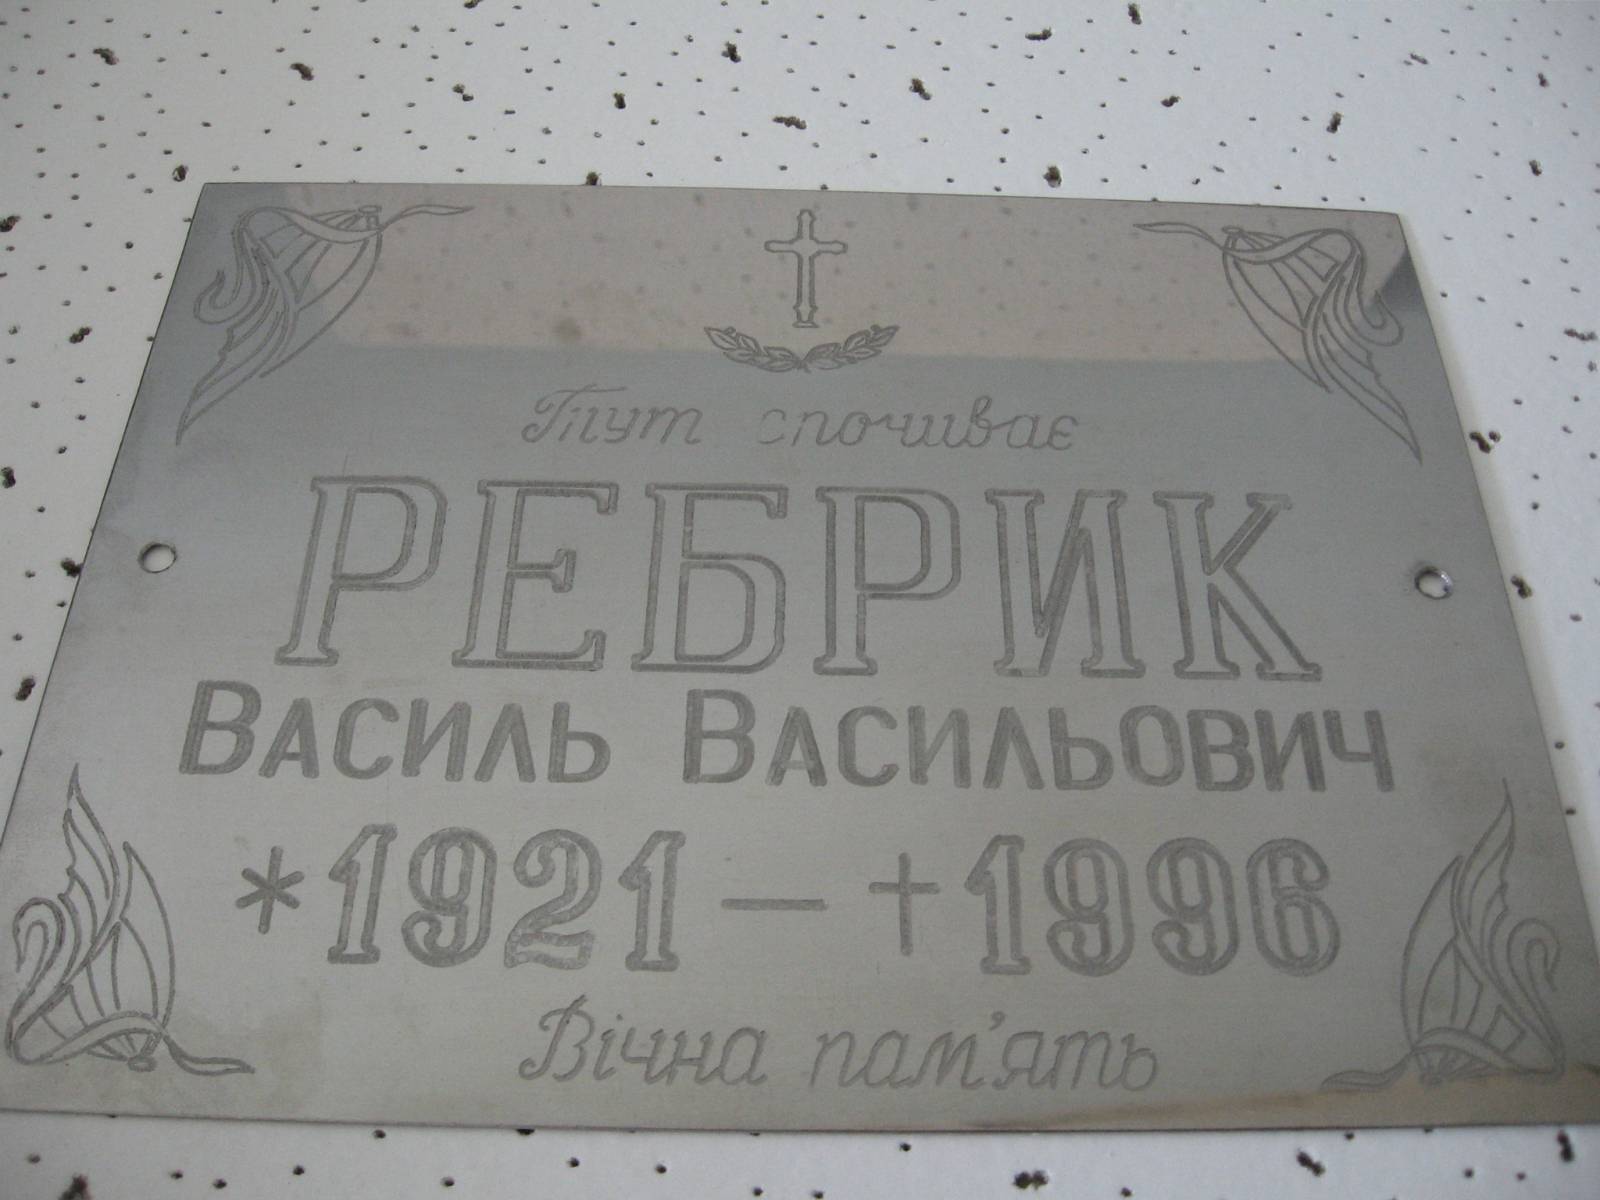 Тут спочиває
РЕБРИК
ВАСИЛЬ ВАСИЛЬОВИЧ
*1921 — †1996
Вічна пам'ять